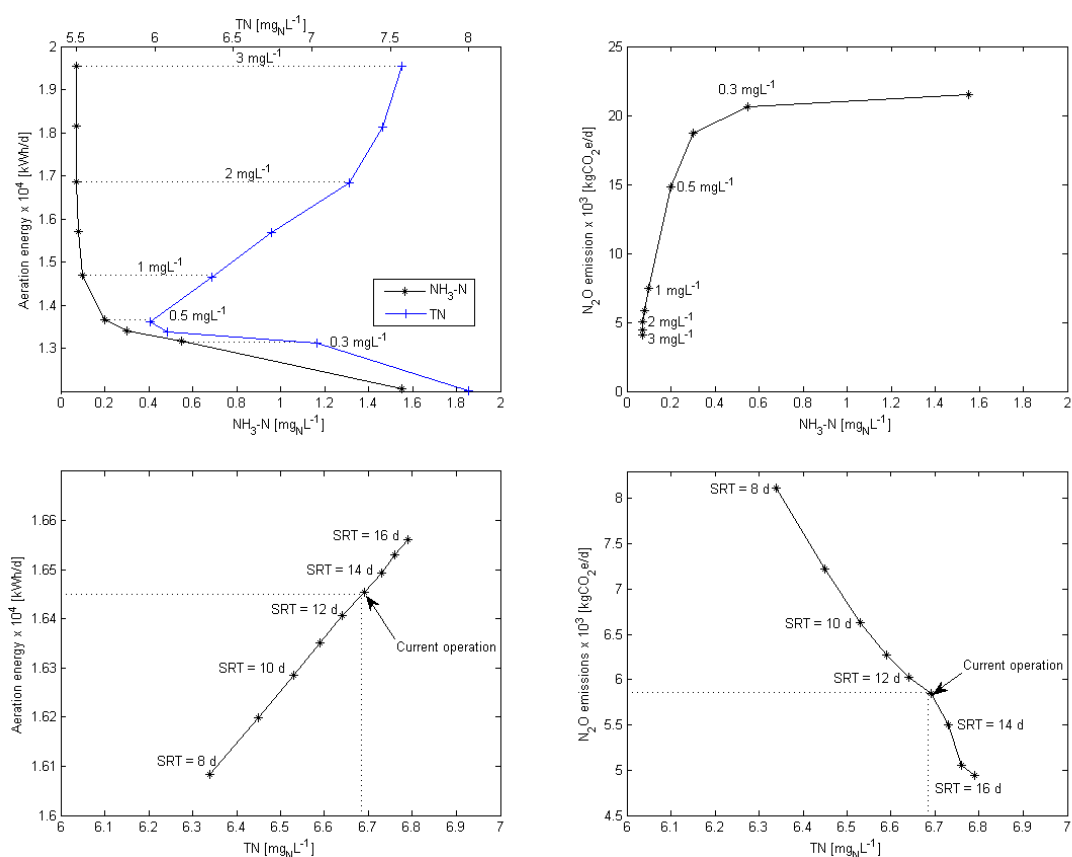 TN [mgNL-1]
5.5 6 6.5 7 7.5 8
2
1.9
1.8
1.7
1.6
1.5
1.4
1.3
Aeration energy x 10^4 [kWh/d]
3 mgL-1
2 mgL-1
1 mgL-1
0.5 mgL-1
0.3 mgL-1
NH3-N
TN
0 0.2 0.4 0.6 0.8 1 1.2 1.4 1.6 1.8 2
NH3-N [mgNL-1]
25
20
15
10
5
0
N2O emission x 10^3 [kgCO2e/d]
0.3 mgL-1
0.5 mgL-1
1 mgL-1
2 mgL-1
3 mgL-1
0 0.2 0.4 0.6 0.8 1 1.2 1.4 1.6 1.8 2
NH3-N [mgNL-1]
1.66
1.65
1.64
1.63
1.62
1.61
1.6
Aeration energy x 10^4 [kWh/d]
SRT = 16 d
SRT = 14 d
SRT = 12 d
Current operation
SRT = 10 d
SRT = 8 d
6 6.1 6.2 6.3 6.4 6.5 6.6 6.7 6.8 6.9 7
TN [mgNL-1]
8
7.5
7
6.5
6
5.5
5
4.5
N2O emissions x 10^3 [kgCO2e/d]
SRT = 8 d
SRT = 10 d
Current operation
SRT = 12 d
SRT = 14 d
SRT = 16 d
6 6.1 6.2 6.3 6.4 6.5 6.6 6.7 6.8 6.9 7
TN [mgNL-1]